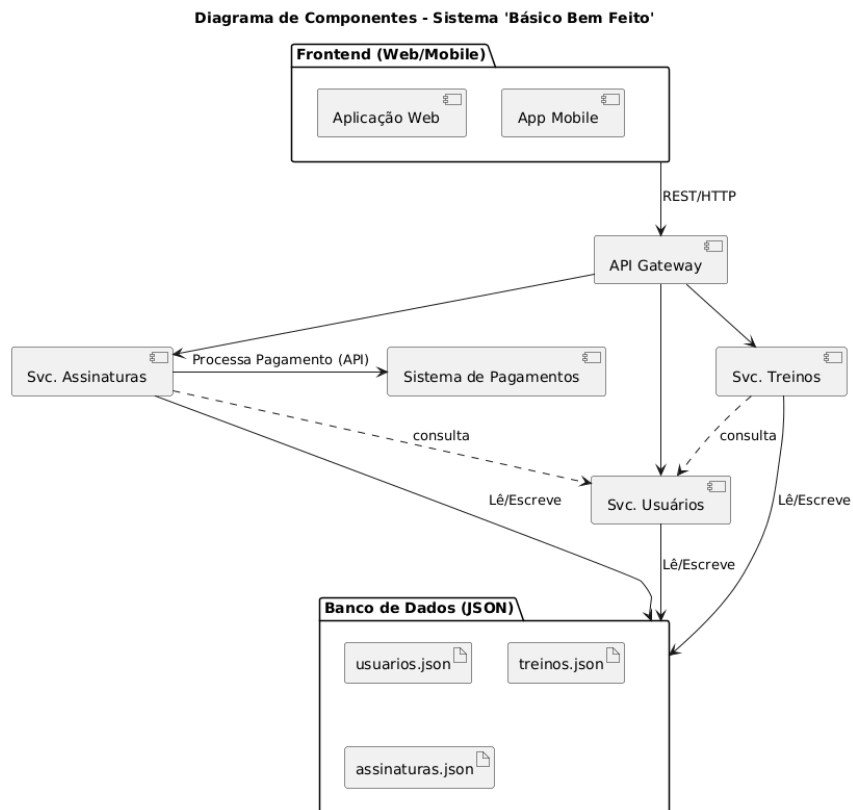 Diagrama de Componentes - Sistema 'Básico Bem Feito'
Frontend (Web/Mobile)
Aplicação Web
App Mobile
REST/HTTP
API Gateway
Svc. Assinaturas
Processa Pagamento (API)
Sistema de Pagamentos
Svc. Treinos
consulta
consulta
Svc. Usuários
Lê/Escreve
Lê/Escreve
Lê/Escreve
Banco de Dados (JSON)
usuarios.json
treinos.json
assinaturas.json